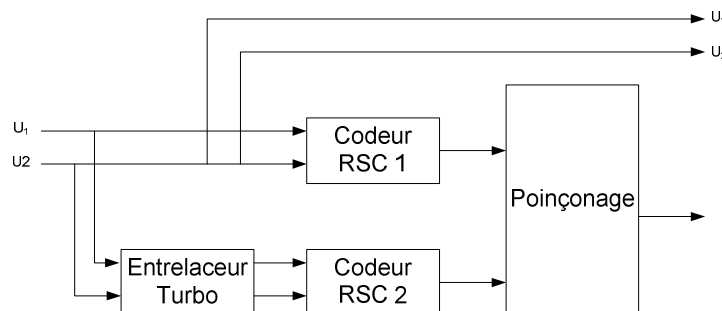 U
U
U₁
U2
Codeur
RSC 1
Poinçonage
Entrelaceur
Turbo
Codeur
RSC 2